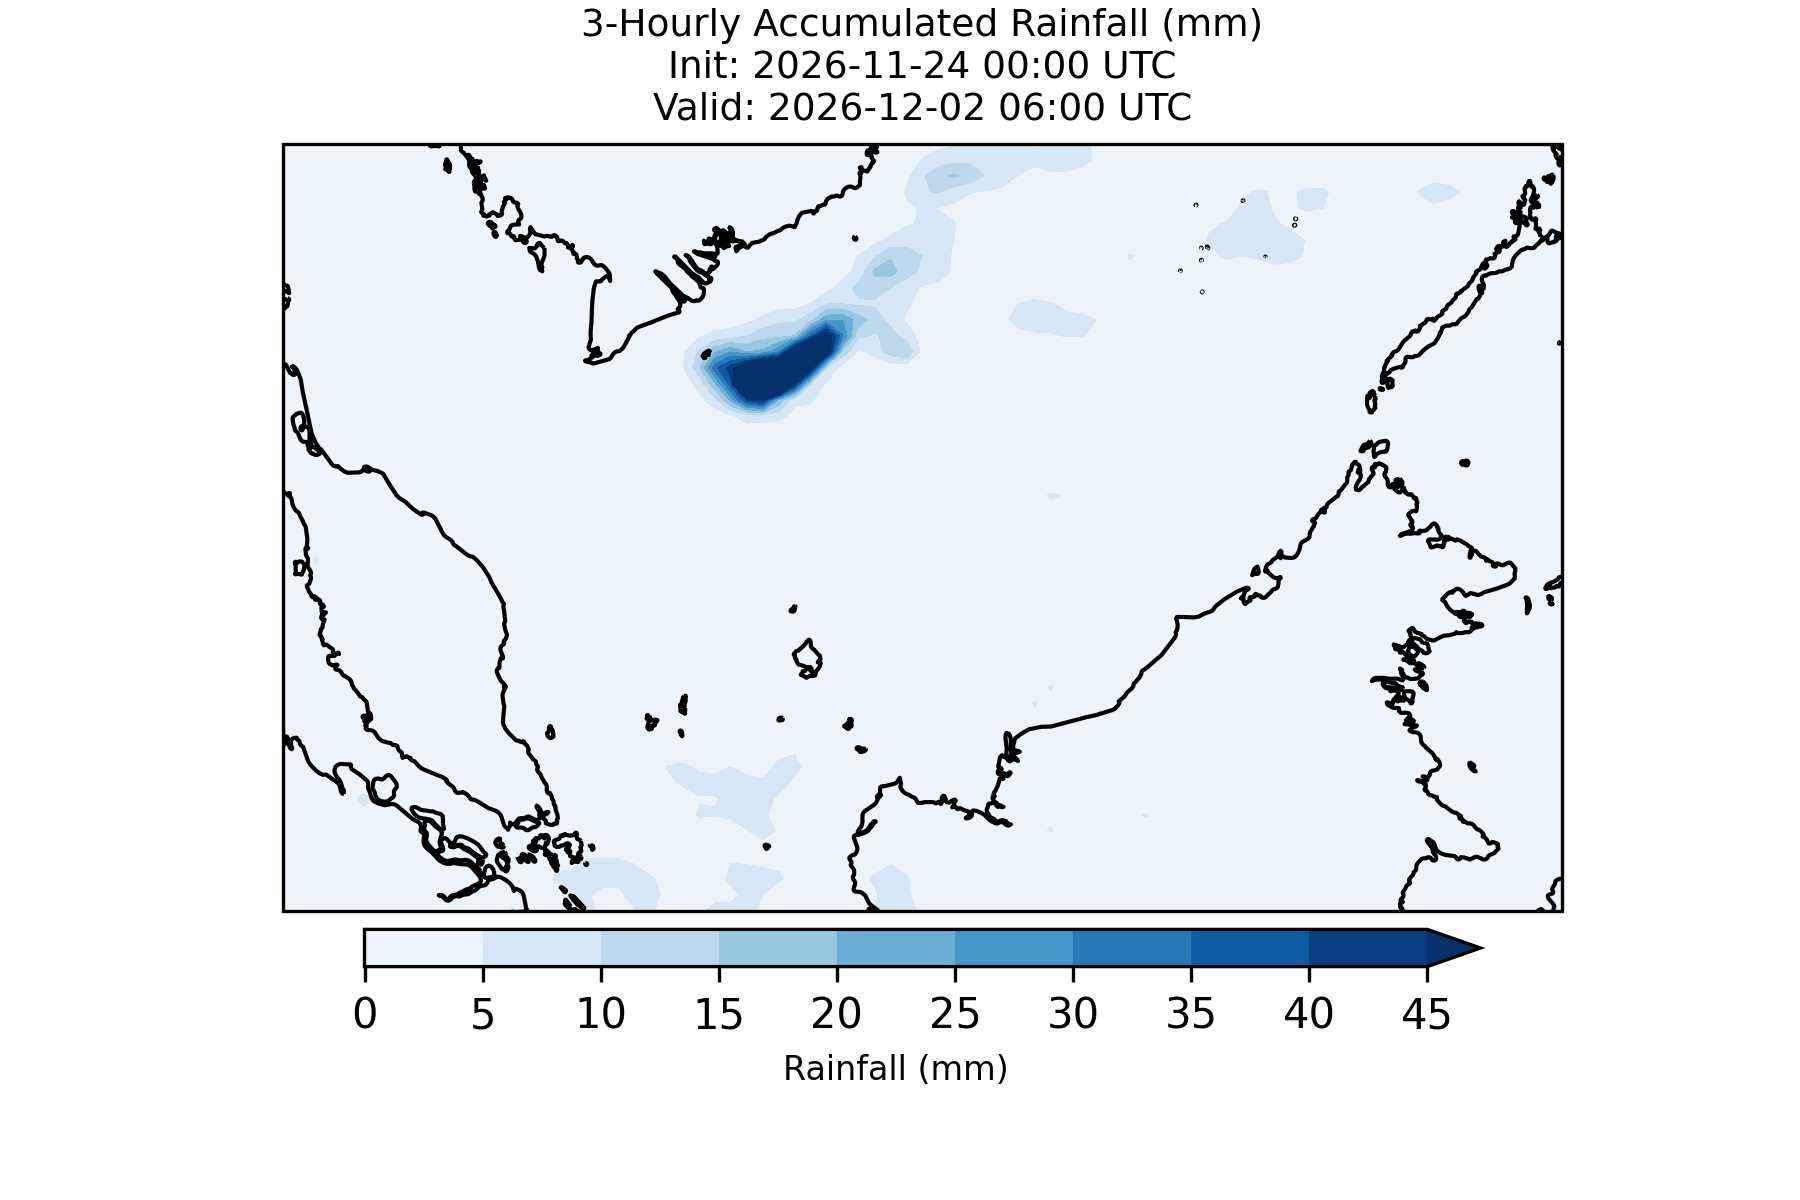 3-Hourly Accumulated Rainfall (mm)
Init: 2026-11-24 00:00 UTC
Valid: 2026-12-02 06:00 UTC
0 5 10 15 20 25 30 35 40 45
Rainfall (mm)